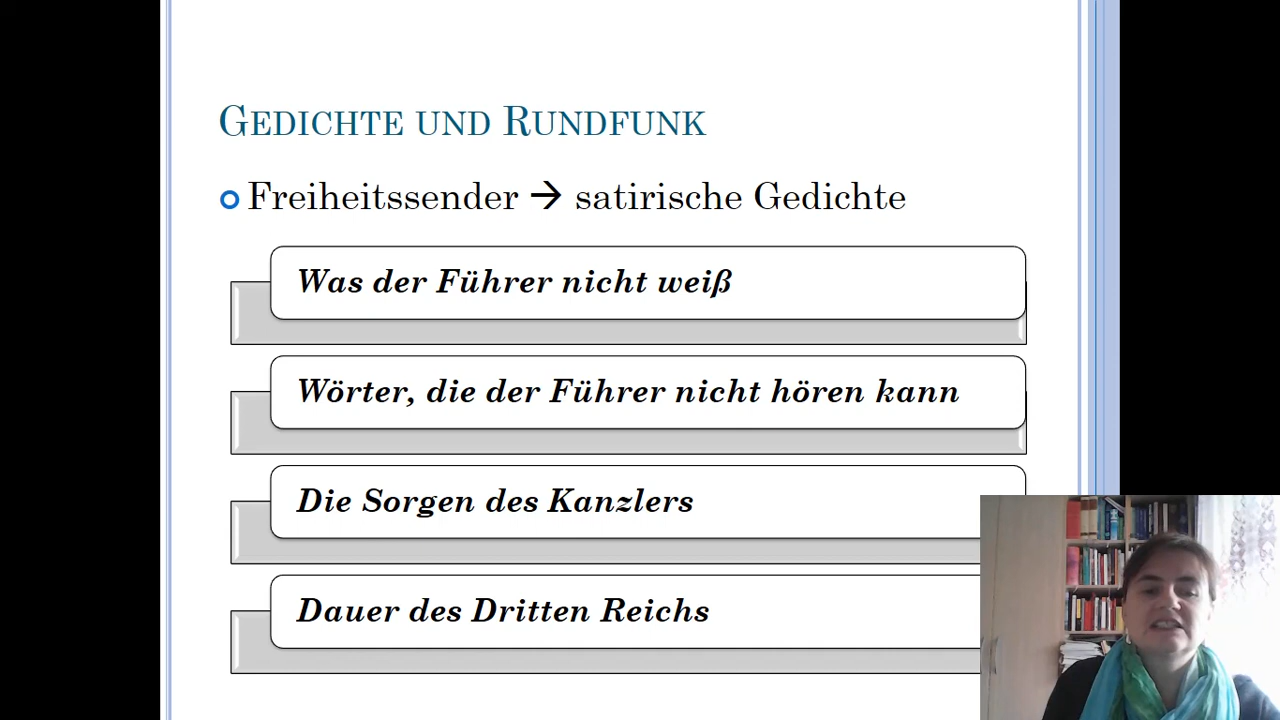 Gedichte und Rundfunk
Freiheitssender → satirische Gedichte
Was der Führer nicht weiß
Wörter, die der Führer nicht hören kann
Die Sorgen des Kanzlers
Dauer des Dritten Reichs